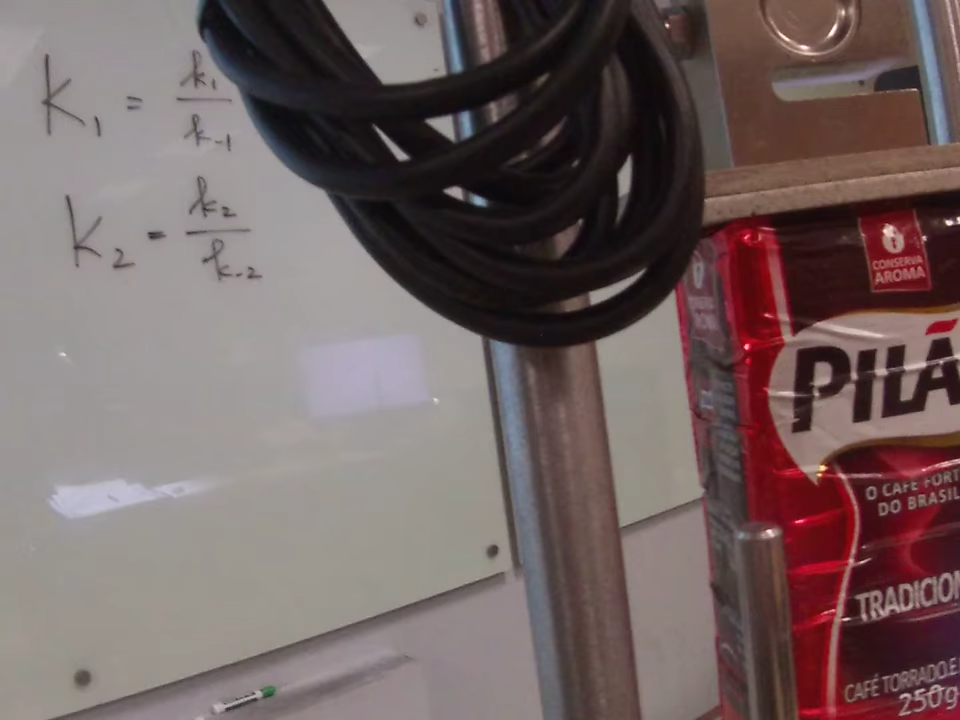 K₁ = k₁/k₋₁
K₂ = k₂/k₋₂
CONSERVA
AROMA
PILÃ
O CAFÉ FORT
DO BRASIL
TRADICION
CAFÉ TORRADO E
250g